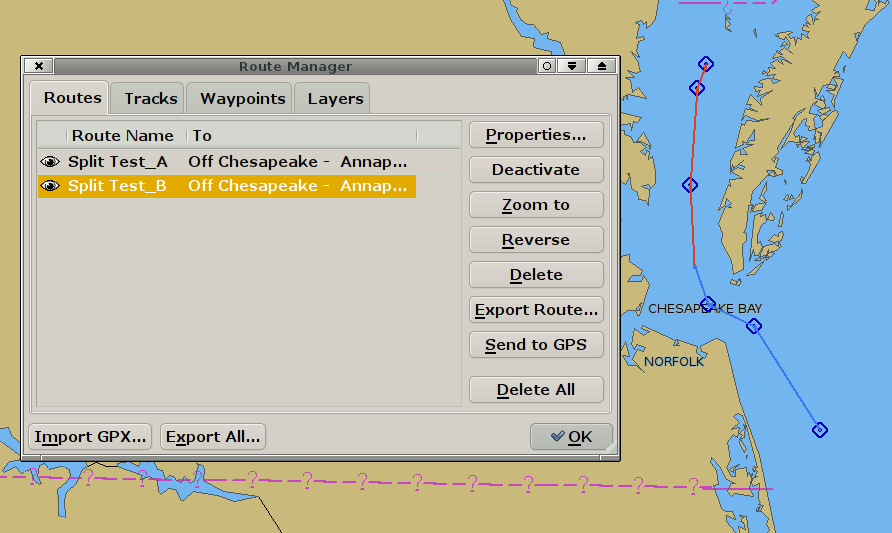 Route Manager
Routes Tracks Waypoints Layers
Route Name To
Split Test_A Off Chesapeake - Annap...
Split Test_B Off Chesapeake - Annap...
Properties...
Deactivate
Zoom to
Reverse
Delete
Export Route...
Send to GPS
Delete All
Import GPX... Export All... OK
CHESAPEAKE BAY
NORFOLK
? ? ? ? ? ? ? ? ? ? ? ? ?
?